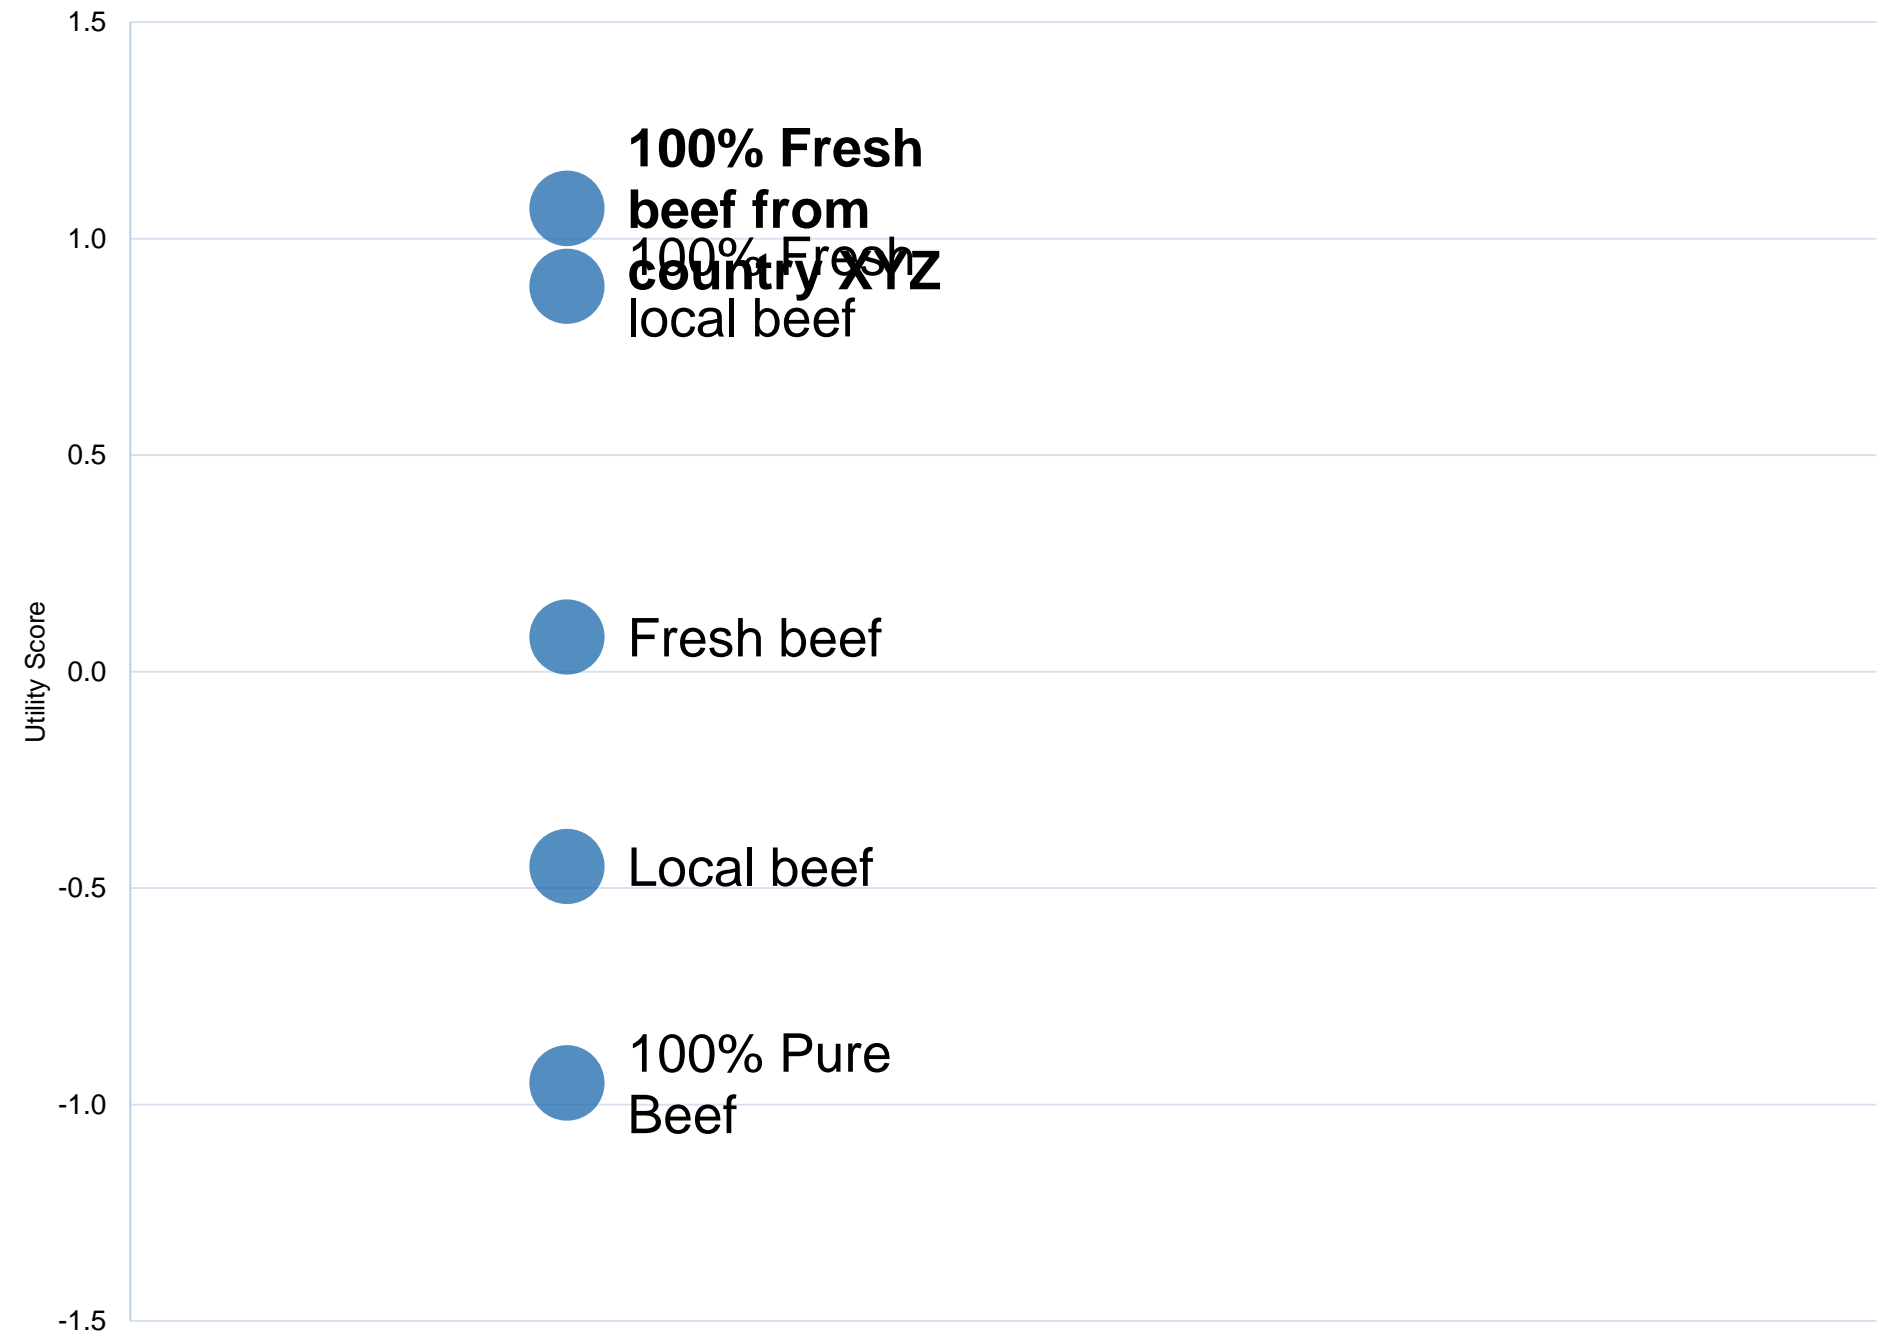 1.5
1.0
0.5
0.0
-0.5
-1.0
-1.5
Utility Score
100% Fresh
beef from
country XYZ
100% Fresh
local beef
Fresh beef
Local beef
100% Pure
Beef